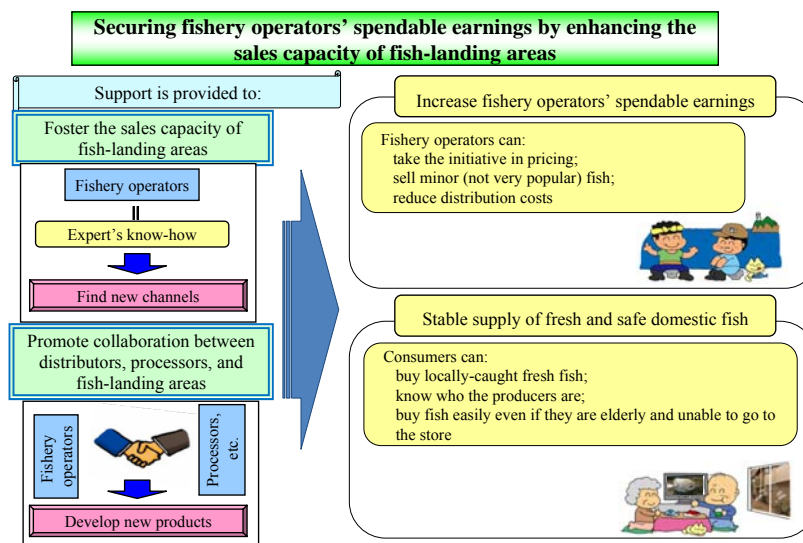 Securing fishery operators' spendable earnings by enhancing the
sales capacity of fish-landing areas
Support is provided to:
Foster the sales capacity of
fish-landing areas
Fishery operators
Expert's know-how
Find new channels
Promote collaboration between
distributors, processors, and
fish-landing areas
Fishery
operators
Processors,
etc.
Develop new products
Increase fishery operators' spendable earnings
Fishery operators can:
take the initiative in pricing;
sell minor (not very popular) fish;
reduce distribution costs
Stable supply of fresh and safe domestic fish
Consumers can:
buy locally-caught fresh fish;
know who the producers are;
buy fish easily even if they are elderly and unable to go to
the store